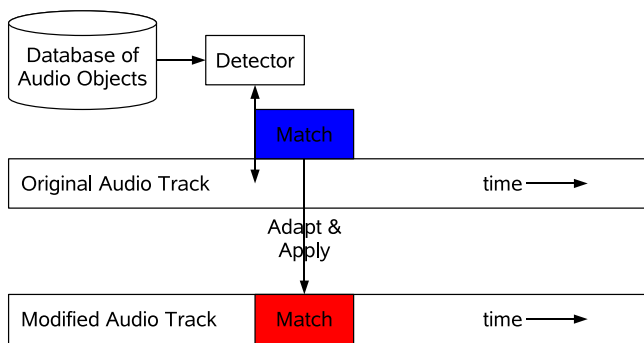 Database of
Audio Objects
Detector
Match
Original Audio Track
time
Adapt &
Apply
Modified Audio Track
Match
time